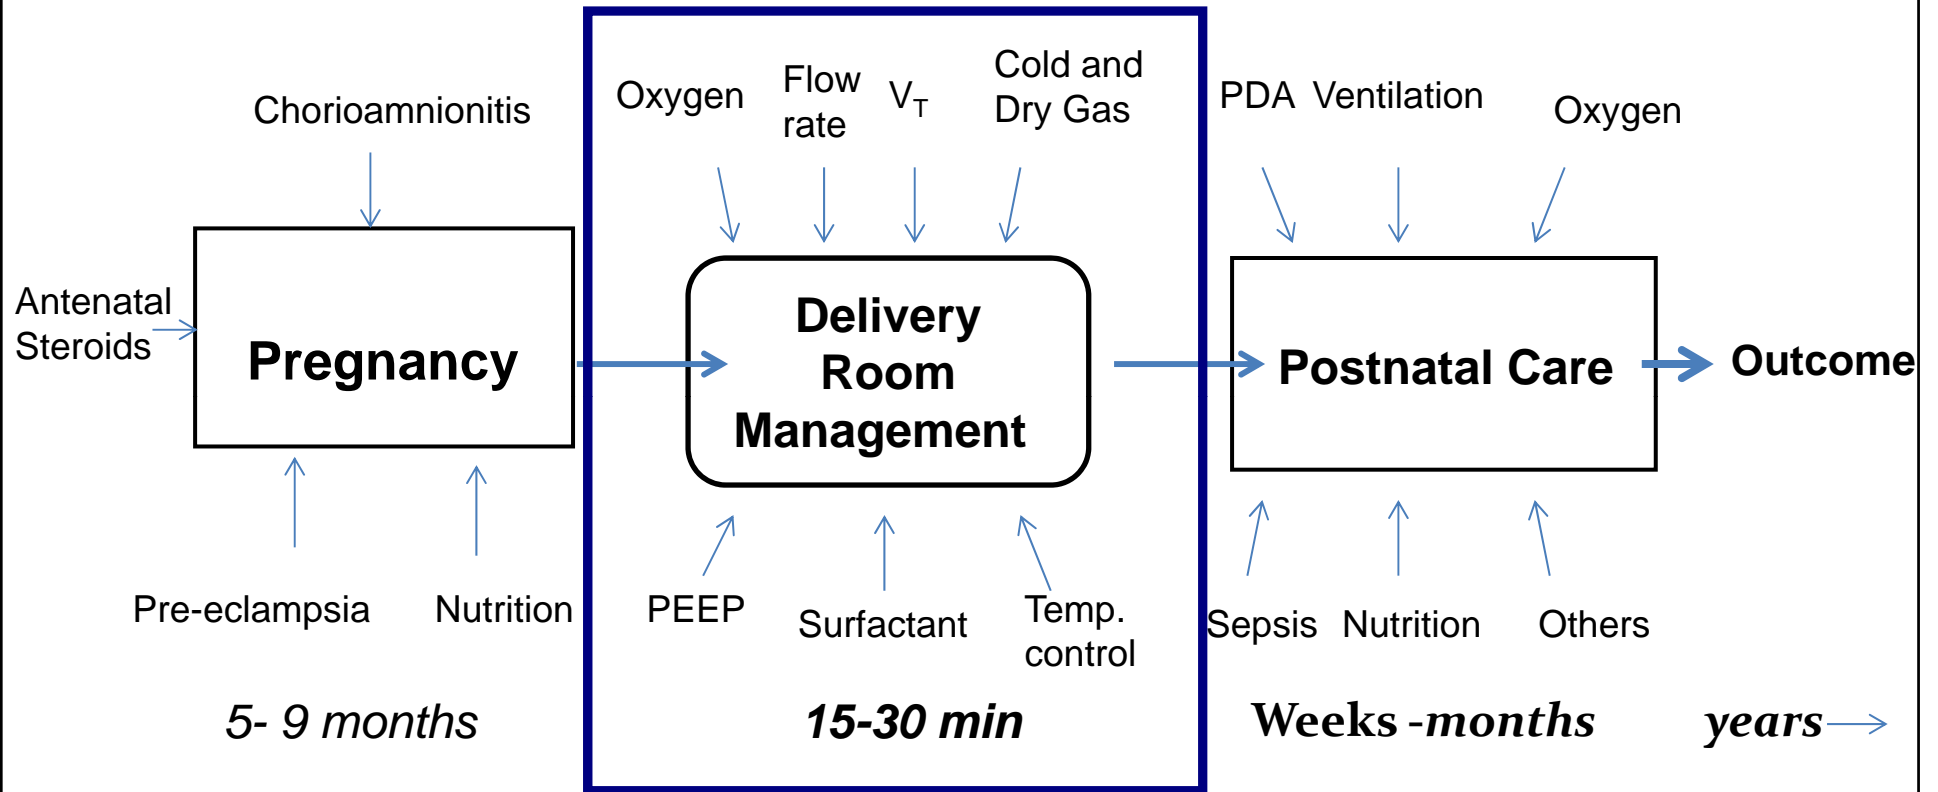 Chorioamnionitis
Antenatal
Steroids
Pregnancy
Pre-eclampsia
Nutrition
5- 9 months
Oxygen
Flow
rate
V_T
Cold and
Dry Gas
Delivery
Room
Management
PEEP
Surfactant
Temp.
control
15-30 min
PDA
Ventilation
Oxygen
Postnatal Care
Outcome
Sepsis
Nutrition
Others
Weeks -months
years